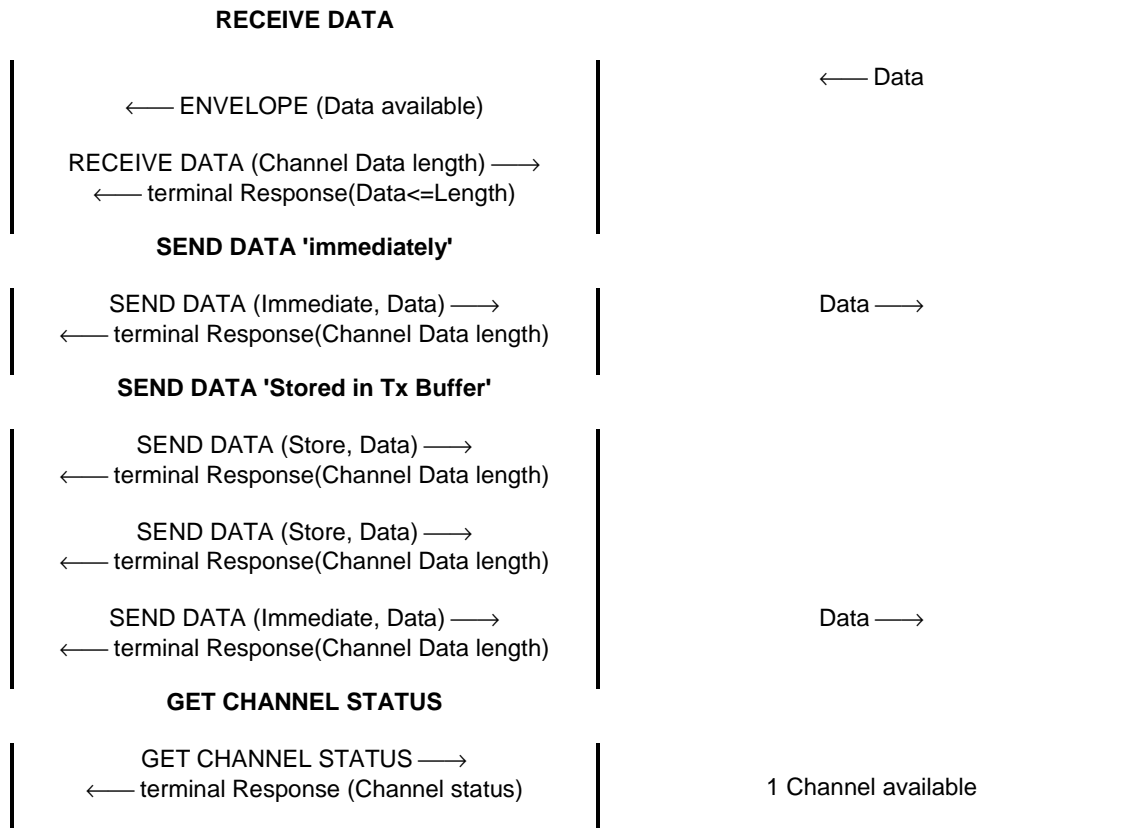 RECEIVE DATA
← Data
← ENVELOPE (Data available)
RECEIVE DATA (Channel Data length) →
← terminal Response(Data<=Length)
SEND DATA 'immediately'
SEND DATA (Immediate, Data) → Data →
← terminal Response(Channel Data length)
SEND DATA 'Stored in Tx Buffer'
SEND DATA (Store, Data) →
← terminal Response(Channel Data length)
SEND DATA (Store, Data) →
← terminal Response(Channel Data length)
SEND DATA (Immediate, Data) → Data →
← terminal Response(Channel Data length)
GET CHANNEL STATUS
GET CHANNEL STATUS →
← terminal Response (Channel status) 1 Channel available